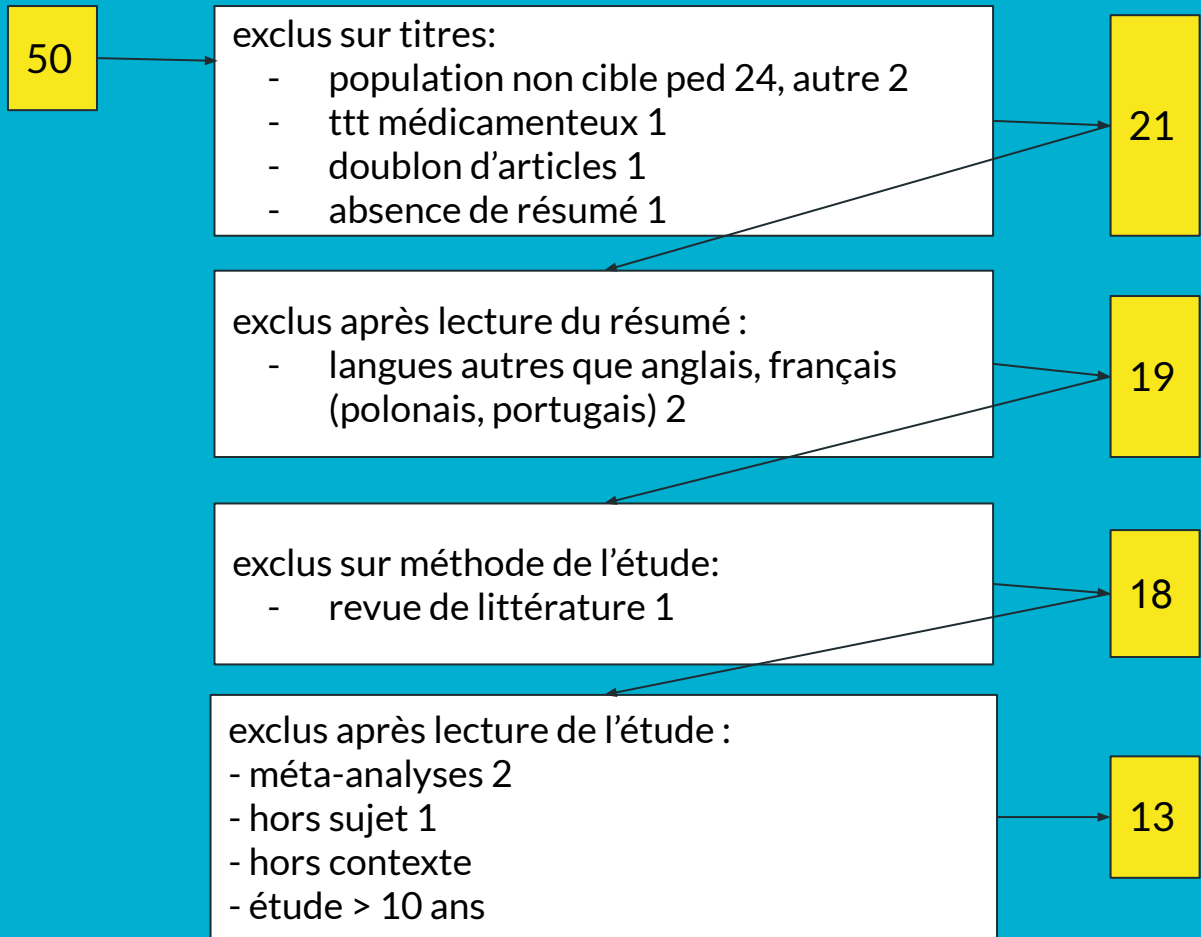 50
exclus sur titres:
- population non cible ped 24, autre 2
- ttt médicamenteux 1
- doublon d’articles 1
- absence de résumé 1
21
exclus après lecture du résumé :
- langues autres que anglais, français
(polonais, portugais) 2
19
exclus sur méthode de l’étude:
- revue de littérature 1
18
exclus après lecture de l’étude :
- méta-analyses 2
- hors sujet 1
- hors contexte
- étude > 10 ans
13